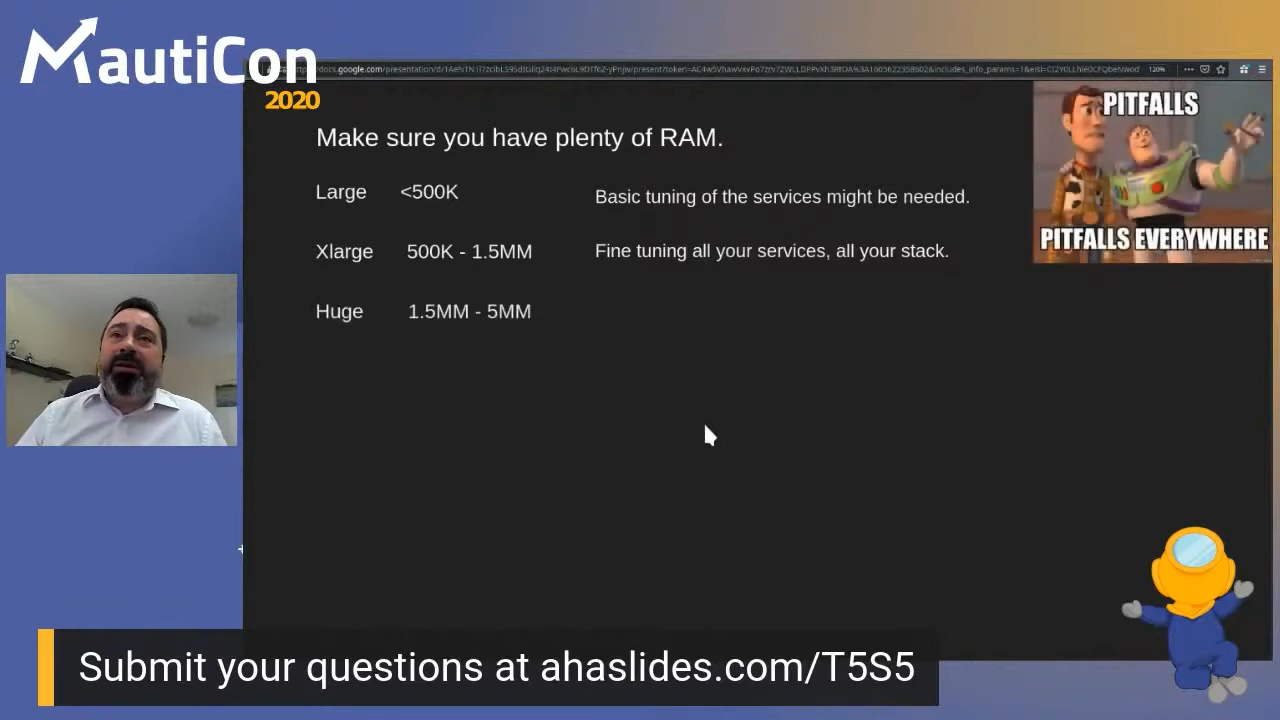 MautiCon
2020
Make sure you have plenty of RAM.
Large <500K Basic tuning of the services might be needed.
Xlarge 500K - 1.5MM Fine tuning all your services, all your stack.
Huge 1.5MM - 5MM
PITFALLS
PITFALLS EVERYWHERE
120%
Submit your questions at ahaslides.com/T5S5